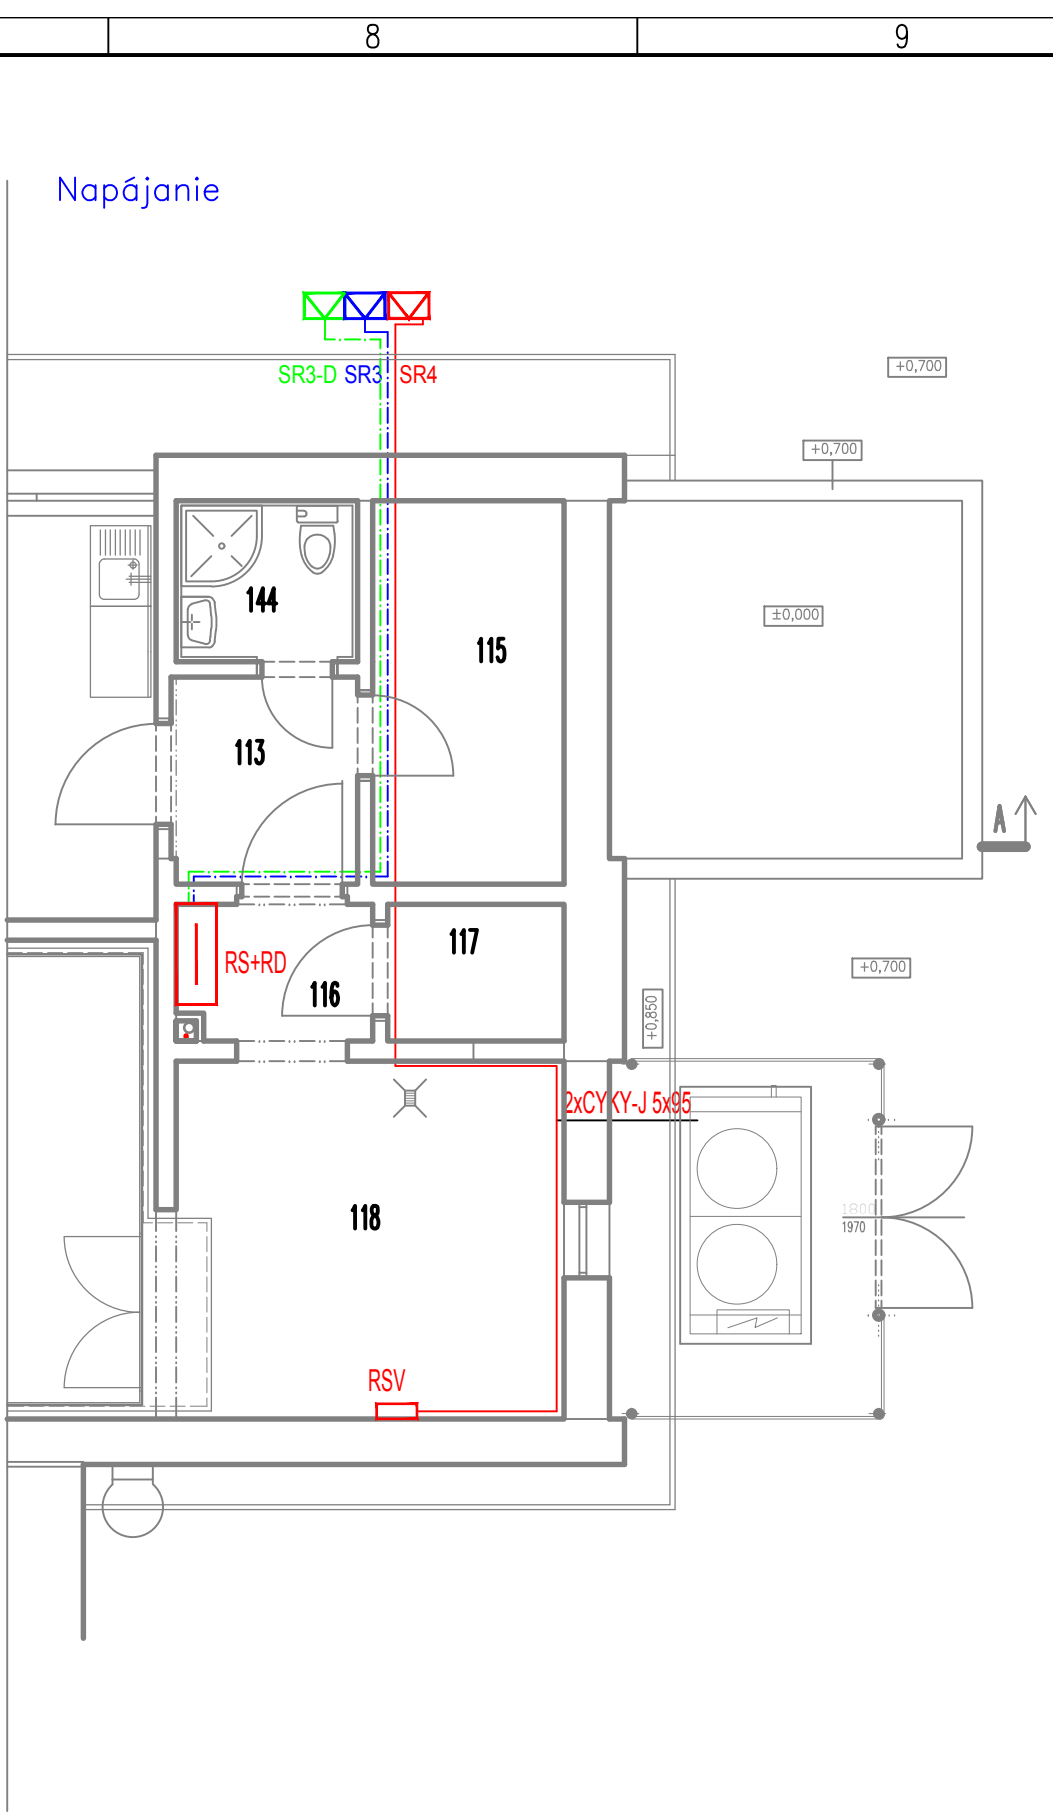 8
9
Napájanie
SR3-D SR3 SR4
+0,700
+0,700
144
±0,000
115
113
A
117
RS+RD
+0,700
116
+0,850
2xCYKY-J 5x95
118
1800
1970
RSV